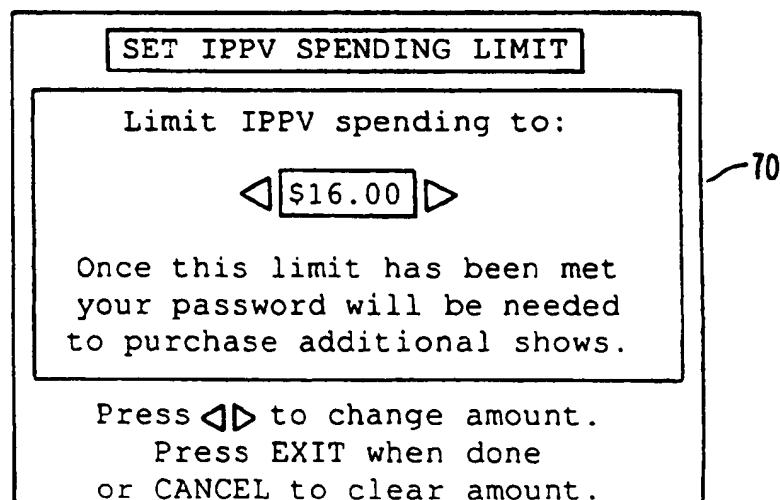 SET IPPV SPENDING LIMIT
Limit IPPV spending to:
◁ $16.00 ▷
70
Once this limit has been met
your password will be needed
to purchase additional shows.
Press ◁▷ to change amount.
Press EXIT when done
or CANCEL to clear amount.